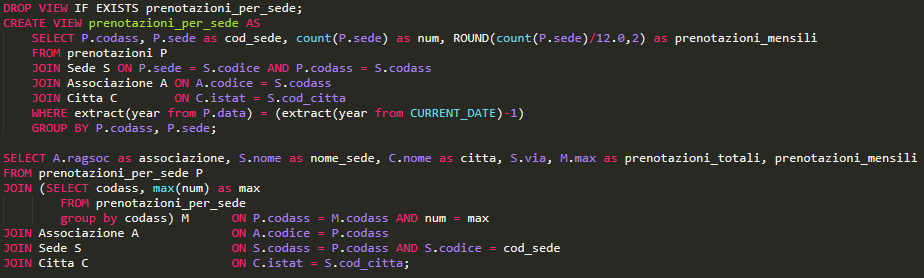 DROP VIEW IF EXISTS prenotazioni_per_sede;
CREATE VIEW prenotazioni_per_sede AS
    SELECT P.codass, P.sede as cod_sede, count(P.sede) as num, ROUND(count(P.sede)/12.0,2) as prenotazioni_mensili
    FROM prenotazioni P
    JOIN Sede S ON P.sede = S.codice AND P.codass = S.codass
    JOIN Associazione A ON A.codice = S.codass
    JOIN Citta C        ON C.istat = S.cod_citta
    WHERE extract(year from P.data) = (extract(year from CURRENT_DATE)-1)
    GROUP BY P.codass, P.sede;

SELECT A.ragsoc as associazione, S.nome as nome_sede, C.nome as citta, S.via, M.max as prenotazioni_totali, prenotazioni_mensili
FROM prenotazioni_per_sede P
JOIN (SELECT codass, max(num) as max
        FROM prenotazioni_per_sede
        group by codass) M      ON P.codass = M.codass AND num = max
JOIN Associazione A             ON A.codice = P.codass
JOIN Sede S                     ON S.codass = P.codass AND S.codice = cod_sede
JOIN Citta C                    ON C.istat = S.cod_citta;